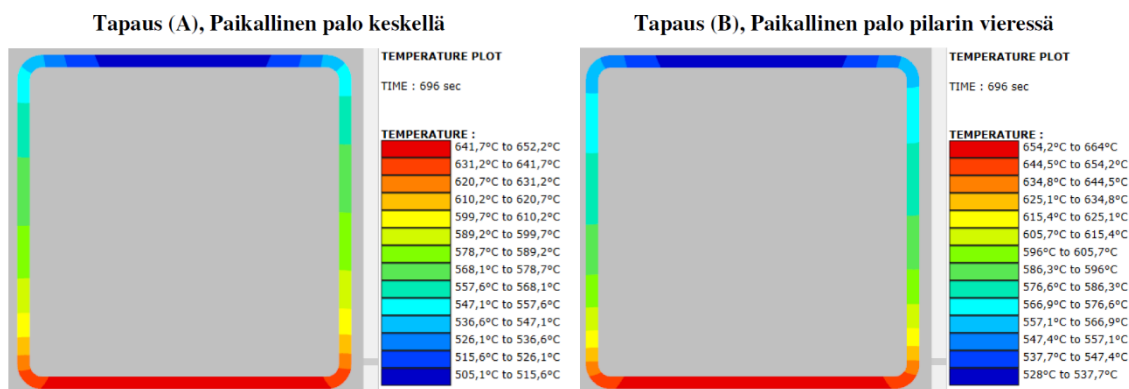 Tapaus (A), Paikallinen palo keskellä
TEMPERATURE PLOT
TIME : 696 sec
TEMPERATURE :
641,7°C to 652,2°C
631,2°C to 641,7°C
620,7°C to 631,2°C
610,2°C to 620,7°C
599,7°C to 610,2°C
589,2°C to 599,7°C
578,7°C to 589,2°C
568,1°C to 578,7°C
557,6°C to 568,1°C
547,1°C to 557,6°C
536,6°C to 547,1°C
526,1°C to 536,6°C
515,6°C to 526,1°C
505,1°C to 515,6°C
Tapaus (B), Paikallinen palo pilarin vieressä
TEMPERATURE PLOT
TIME : 696 sec
TEMPERATURE :
654,2°C to 664°C
644,5°C to 654,2°C
634,8°C to 644,5°C
625,1°C to 634,8°C
615,4°C to 625,1°C
605,7°C to 615,4°C
596°C to 605,7°C
586,3°C to 596°C
576,6°C to 586,3°C
566,9°C to 576,6°C
557,1°C to 566,9°C
547,4°C to 557,1°C
537,7°C to 547,4°C
528°C to 537,7°C